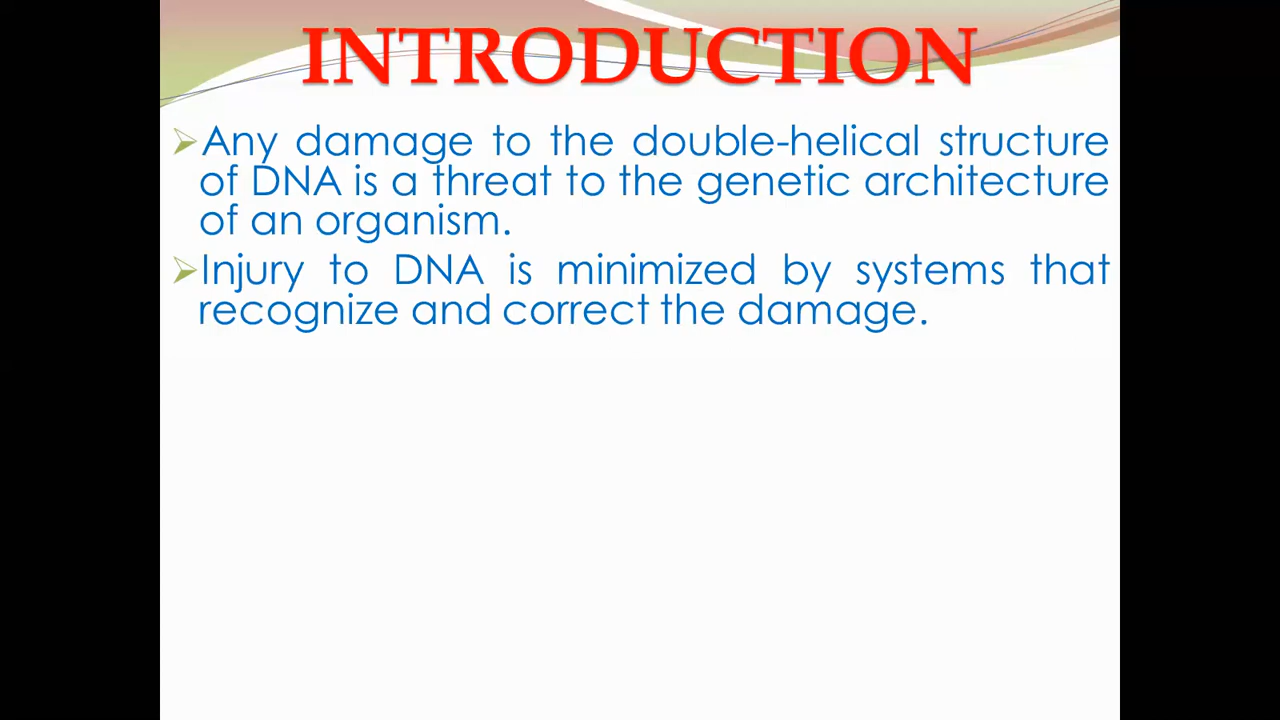 INTRODUCTION
Any damage to the double-helical structure
of DNA is a threat to the genetic architecture
of an organism.
Injury to DNA is minimized by systems that
recognize and correct the damage.